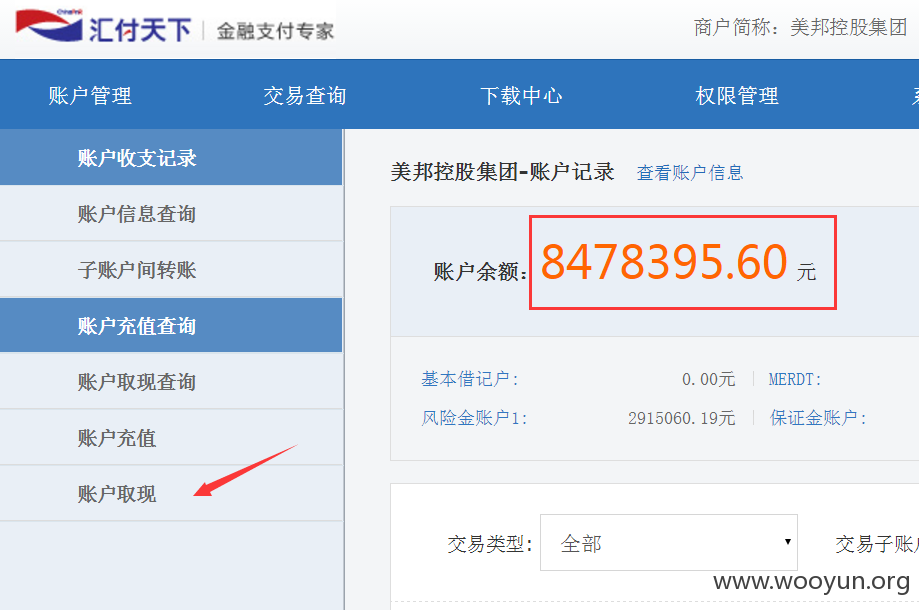 ChinaPnR
汇付天下 | 金融支付专家
商户简称：美邦控股集团
账户管理 交易查询 下载中心 权限管理
账户收支记录
账户信息查询
子账户间转账
账户充值查询
账户取现查询
账户充值
账户取现
美邦控股集团-账户记录 查看账户信息
账户余额：8478395.60 元
基本借记户： 0.00元 MERDT:
风险金账户1: 2915060.19元 保证金账户：
交易类型： 全部 交易子账
www.wooyun.org